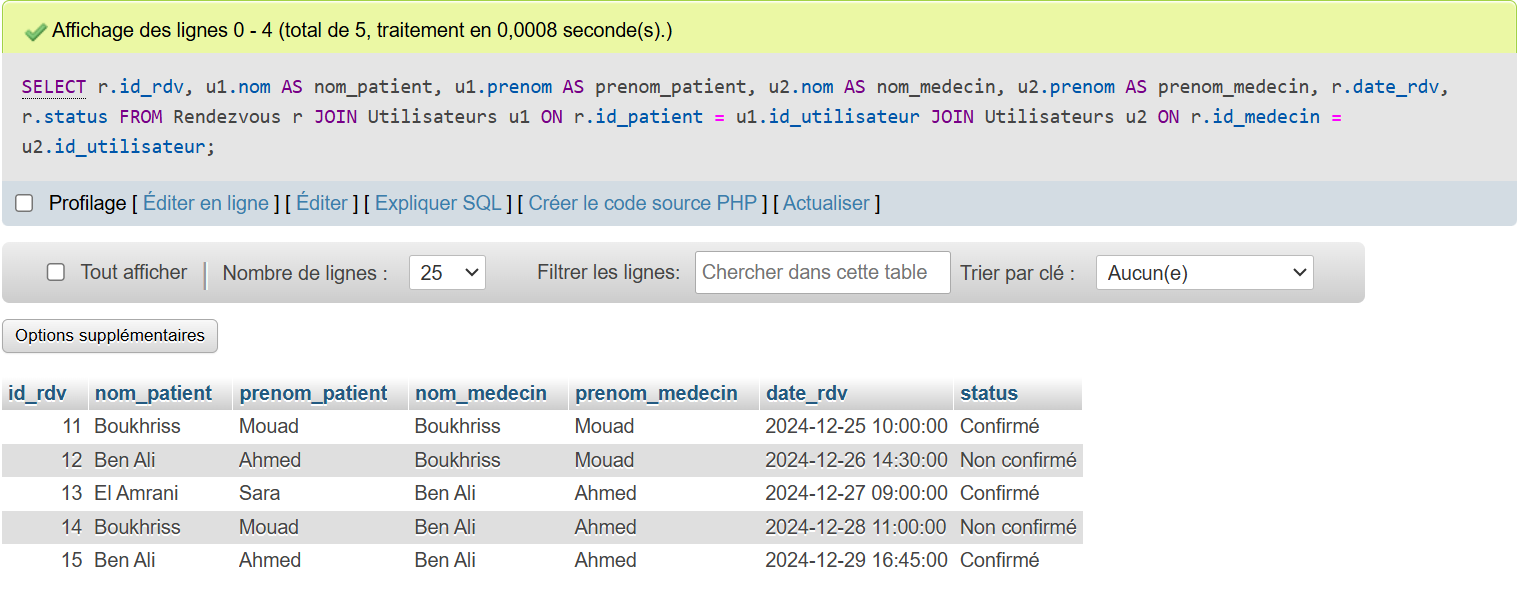 Affichage des lignes 0 - 4 (total de 5, traitement en 0,0008 seconde(s).)
SELECT r.id_rdv, u1.nom AS nom_patient, u1.prenom AS prenom_patient, u2.nom AS nom_medecin, u2.prenom AS prenom_medecin, r.date_rdv,
r.status FROM Rendezvous r JOIN Utilisateurs u1 ON r.id_patient = u1.id_utilisateur JOIN Utilisateurs u2 ON r.id_medecin =
u2.id_utilisateur;
Profilage [ Éditer en ligne ] [ Éditer ] [ Expliquer SQL ] [ Créer le code source PHP ] [ Actualiser ]
Tout afficher Nombre de lignes : 25 Filtrer les lignes: Chercher dans cette table Trier par clé : Aucun(e)
Options supplémentaires
id_rdv nom_patient prenom_patient nom_medecin prenom_medecin date_rdv status
11 Boukhriss Mouad Boukhriss Mouad 2024-12-25 10:00:00 Confirmé
12 Ben Ali Ahmed Boukhriss Mouad 2024-12-26 14:30:00 Non confirmé
13 El Amrani Sara Ben Ali Ahmed 2024-12-27 09:00:00 Confirmé
14 Boukhriss Mouad Ben Ali Ahmed 2024-12-28 11:00:00 Non confirmé
15 Ben Ali Ahmed Ben Ali Ahmed 2024-12-29 16:45:00 Confirmé